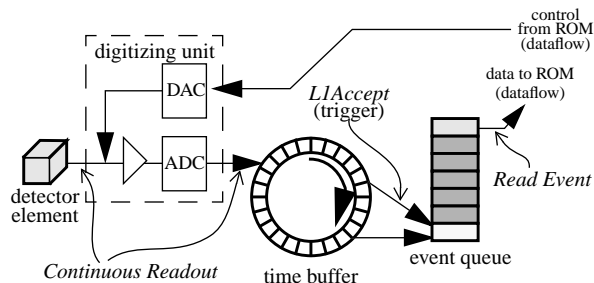 control
from ROM
(dataflow)
digitizing unit
data to ROM
(dataflow)
DAC
L1Accept
(trigger)
ADC
detector
element
Read Event
Continuous Readout
time buffer
event queue